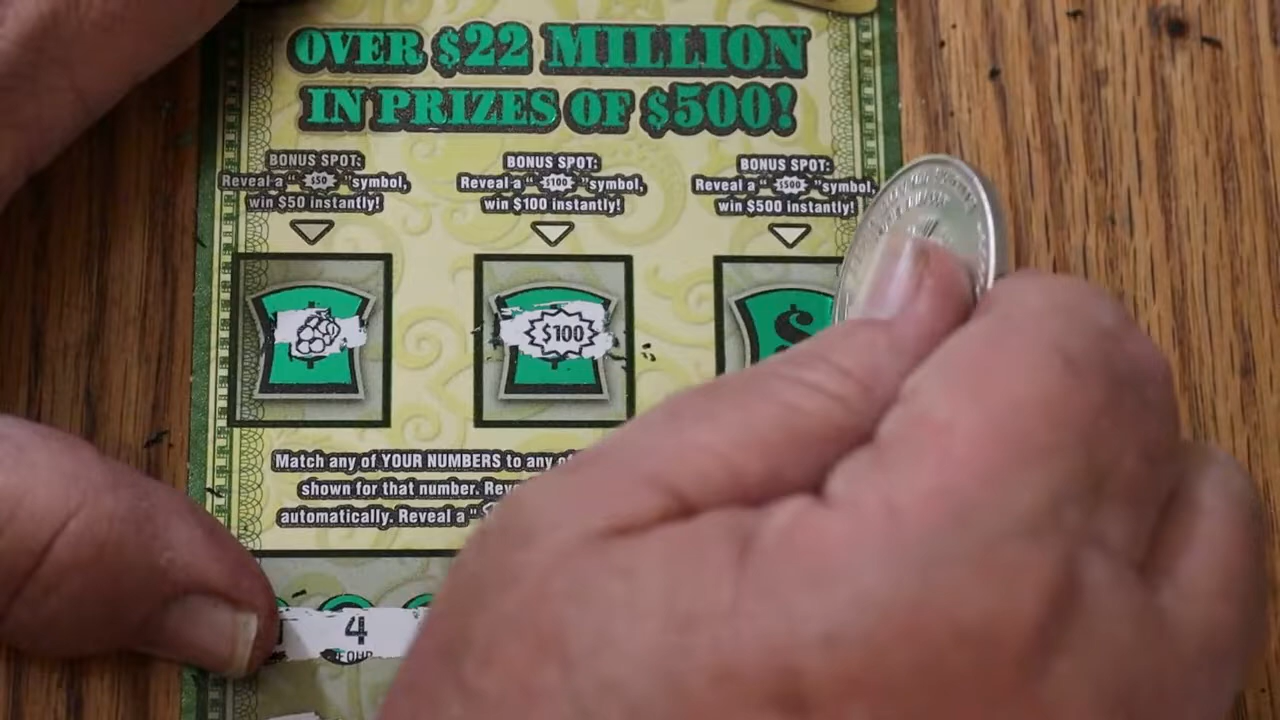 OVER $22 MILLION
IN PRIZES OF $500!
BONUS SPOT:
Reveal a " $50 " symbol,
win $50 instantly!
BONUS SPOT:
Reveal a " $100 " symbol,
win $100 instantly!
BONUS SPOT:
Reveal a " $500 " symbol,
win $500 instantly!
$100
$
Match any of YOUR NUMBERS to any
shown for that number.
automatically. Reveal a "
4